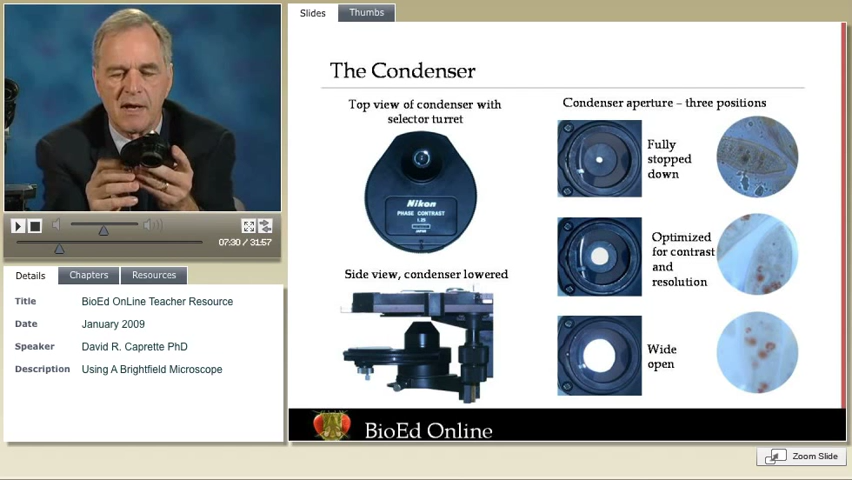 Slides
Thumbs
The Condenser
Top view of condenser with
selector turret
Nikon
PHASE CONTRAST
1.25
JAPAN
Side view, condenser lowered
Condenser aperture – three positions
Fully
stopped
down
Optimized
for contrast
and
resolution
Wide
open
BioEd Online
07:30 / 31:57
Details
Chapters
Resources
Title BioEd OnLine Teacher Resource
Date January 2009
Speaker David R. Caprette PhD
Description Using A Brightfield Microscope
Zoom Slide